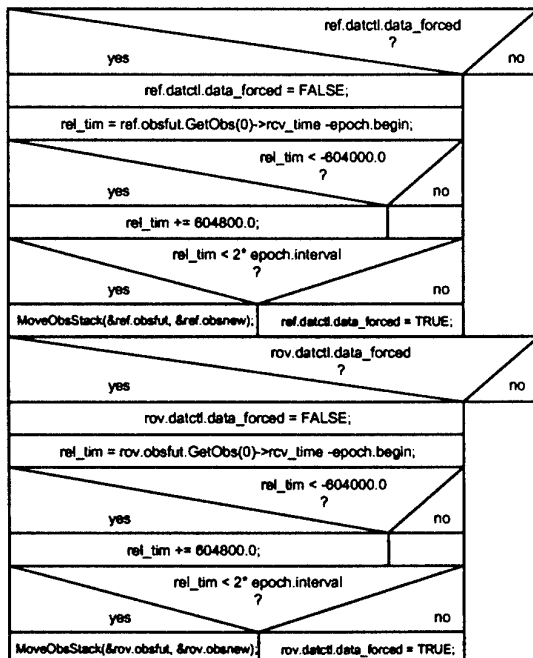 ref.datctl.data_forced
?
yes
no
ref.datctl.data_forced = FALSE;
rel_tim = ref.obsfut.GetObs(0)->rcv_time -epoch.begin;
rel_tim < -604000.0
?
yes
no
rel_tim += 604800.0;
rel_tim < 2* epoch.interval
?
yes
no
MoveObsStack(&ref.obsfut, &ref.obsnew);
ref.datctl.data_forced = TRUE;
rov.datctl.data_forced
?
yes
no
rov.datctl.data_forced = FALSE;
rel_tim = rov.obsfut.GetObs(0)->rcv_time -epoch.begin;
rel_tim < -604000.0
?
yes
no
rel_tim += 604800.0;
rel_tim < 2* epoch.interval
?
yes
no
MoveObsStack(&rov.obsfut, &rov.obsnew);
rov.datctl.data_forced = TRUE;